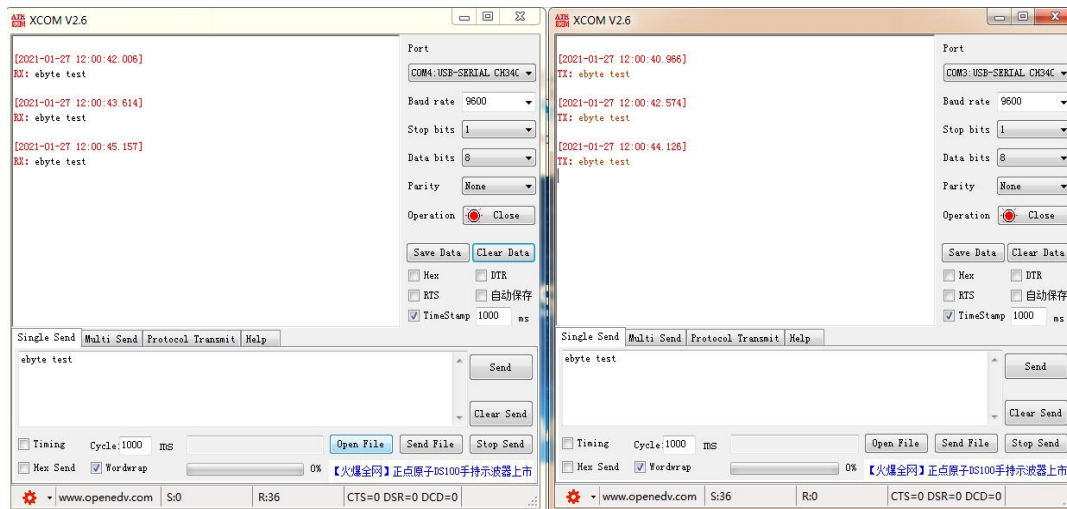 ATK
COM XCOM V2.6
[2021-01-27 12:00:42.006]
RX: ebyte test
[2021-01-27 12:00:43.614]
RX: ebyte test
[2021-01-27 12:00:45.157]
RX: ebyte test
Port
COM4:USB-SERIAL CH34C
Baud rate 9600
Stop bits 1
Data bits 8
Parity None
Operation Close
Save Data Clear Data
Hex DTR
RTS 自动保存
TimeStamp 1000 ms
Single Send Multi Send Protocol Transmit Help
ebyte test
Send
Clear Send
Timing Cycle:1000 ms Open File Send File Stop Send
Hex Send Wordwrap 0% 【火爆全网】正点原子DS100手持示波器上市
www.openedv.com S:0 R:36 CTS=0 DSR=0 DCD=0
ATK
COM XCOM V2.6
[2021-01-27 12:00:40.966]
TX: ebyte test
[2021-01-27 12:00:42.574]
TX: ebyte test
[2021-01-27 12:00:44.126]
TX: ebyte test
Port
COM3:USB-SERIAL CH34C
Baud rate 9600
Stop bits 1
Data bits 8
Parity None
Operation Close
Save Data Clear Data
Hex DTR
RTS 自动保存
TimeStamp 1000 ms
Single Send Multi Send Protocol Transmit Help
ebyte test
Send
Clear Send
Timing Cycle:1000 ms Open File Send File Stop Send
Hex Send Wordwrap 0% 【火爆全网】正点原子DS100手持示波器上市
www.openedv.com S:36 R:0 CTS=0 DSR=0 DCD=0